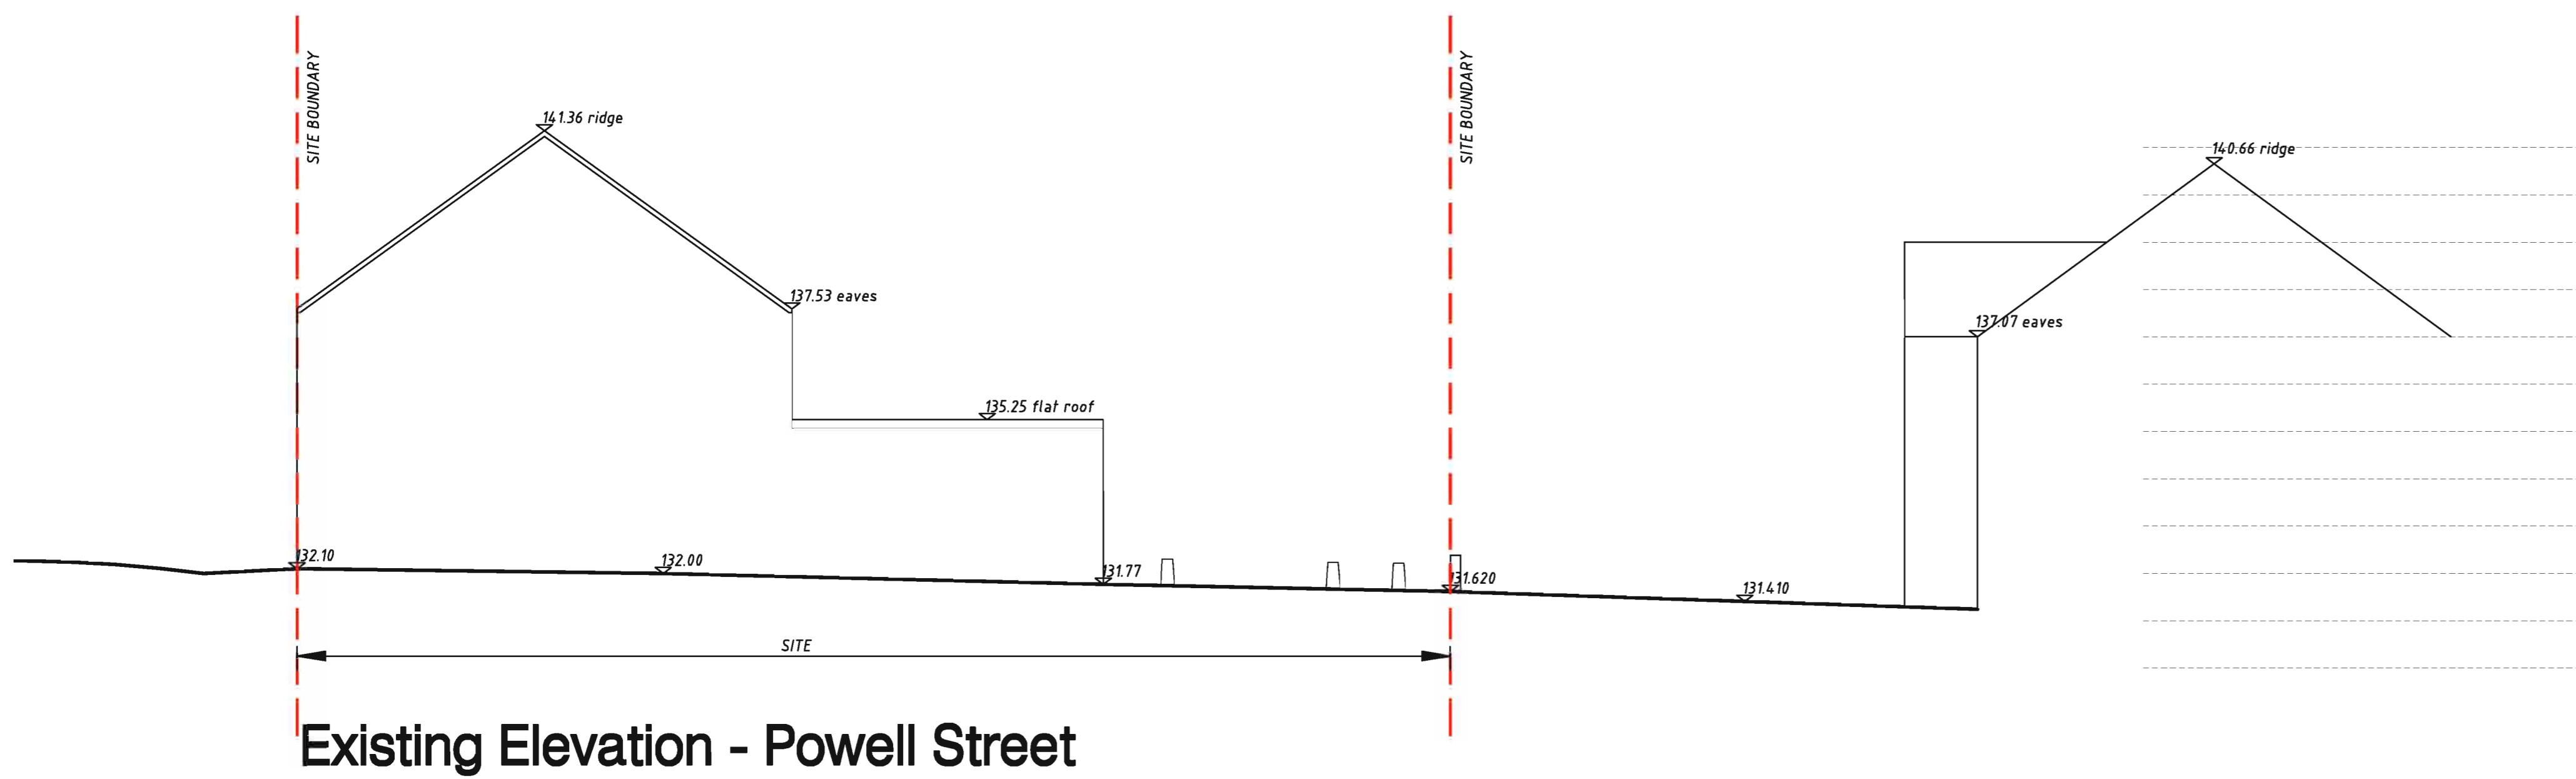 SITE BOUNDARY
SITE BOUNDARY
141.36 ridge
140.66 ridge
137.53 eaves
137.07 eaves
135.25 flat roof
132.10
132.00
131.77
131.620
131.410
SITE
Existing Elevation - Powell Street